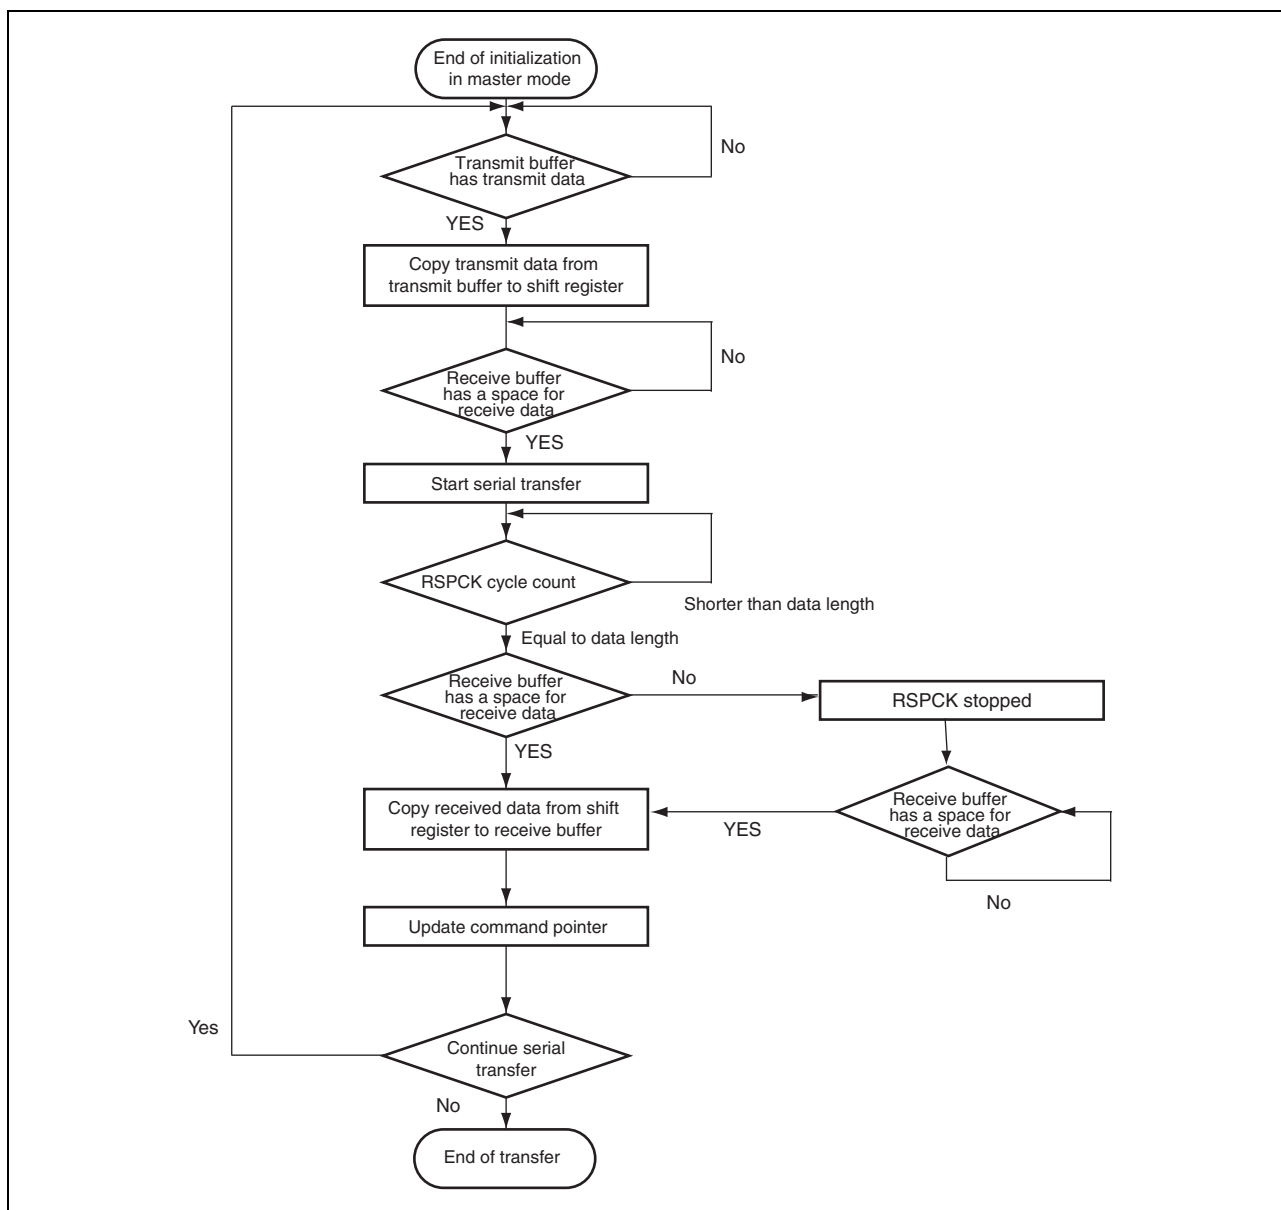 End of initialization
in master mode
No
Transmit buffer
has transmit data
YES
Copy transmit data from
transmit buffer to shift register
No
Receive buffer
has a space for
receive data
YES
Start serial transfer
RSPCK cycle count
Shorter than data length
Equal to data length
Receive buffer
has a space for
receive data
No
RSPCK stopped
YES
Copy received data from shift
register to receive buffer
YES
Receive buffer
has a space for
receive data
No
Update command pointer
Yes
Continue serial
transfer
No
End of transfer